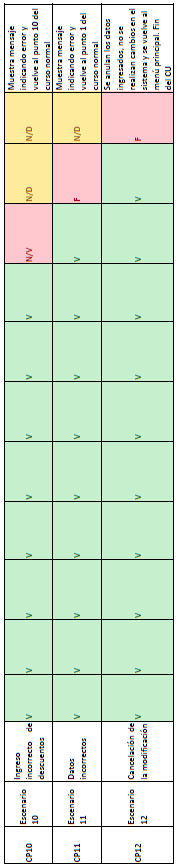 CP10
Escenario
10
Ingreso
incorrecto de
descuentos
V V V V V V V V N/V N/D N/D
Muestra mensaje
indicando error y
vuelve al punto 10 del
curso normal
CP11
Escenario
11
Datos
incorrectos
V V V V V V V V V F N/D
Muestra mensaje
indicando error y
vuelve al punto 1 del
curso normal
CP12
Escenario
12
Cancelación de
la modificación
V V V V V V V V V V F
Se anulan los datos
ingresados, no se
realizan cambios en el
sistema y se vuelve al
menú principal. Fin
del CU